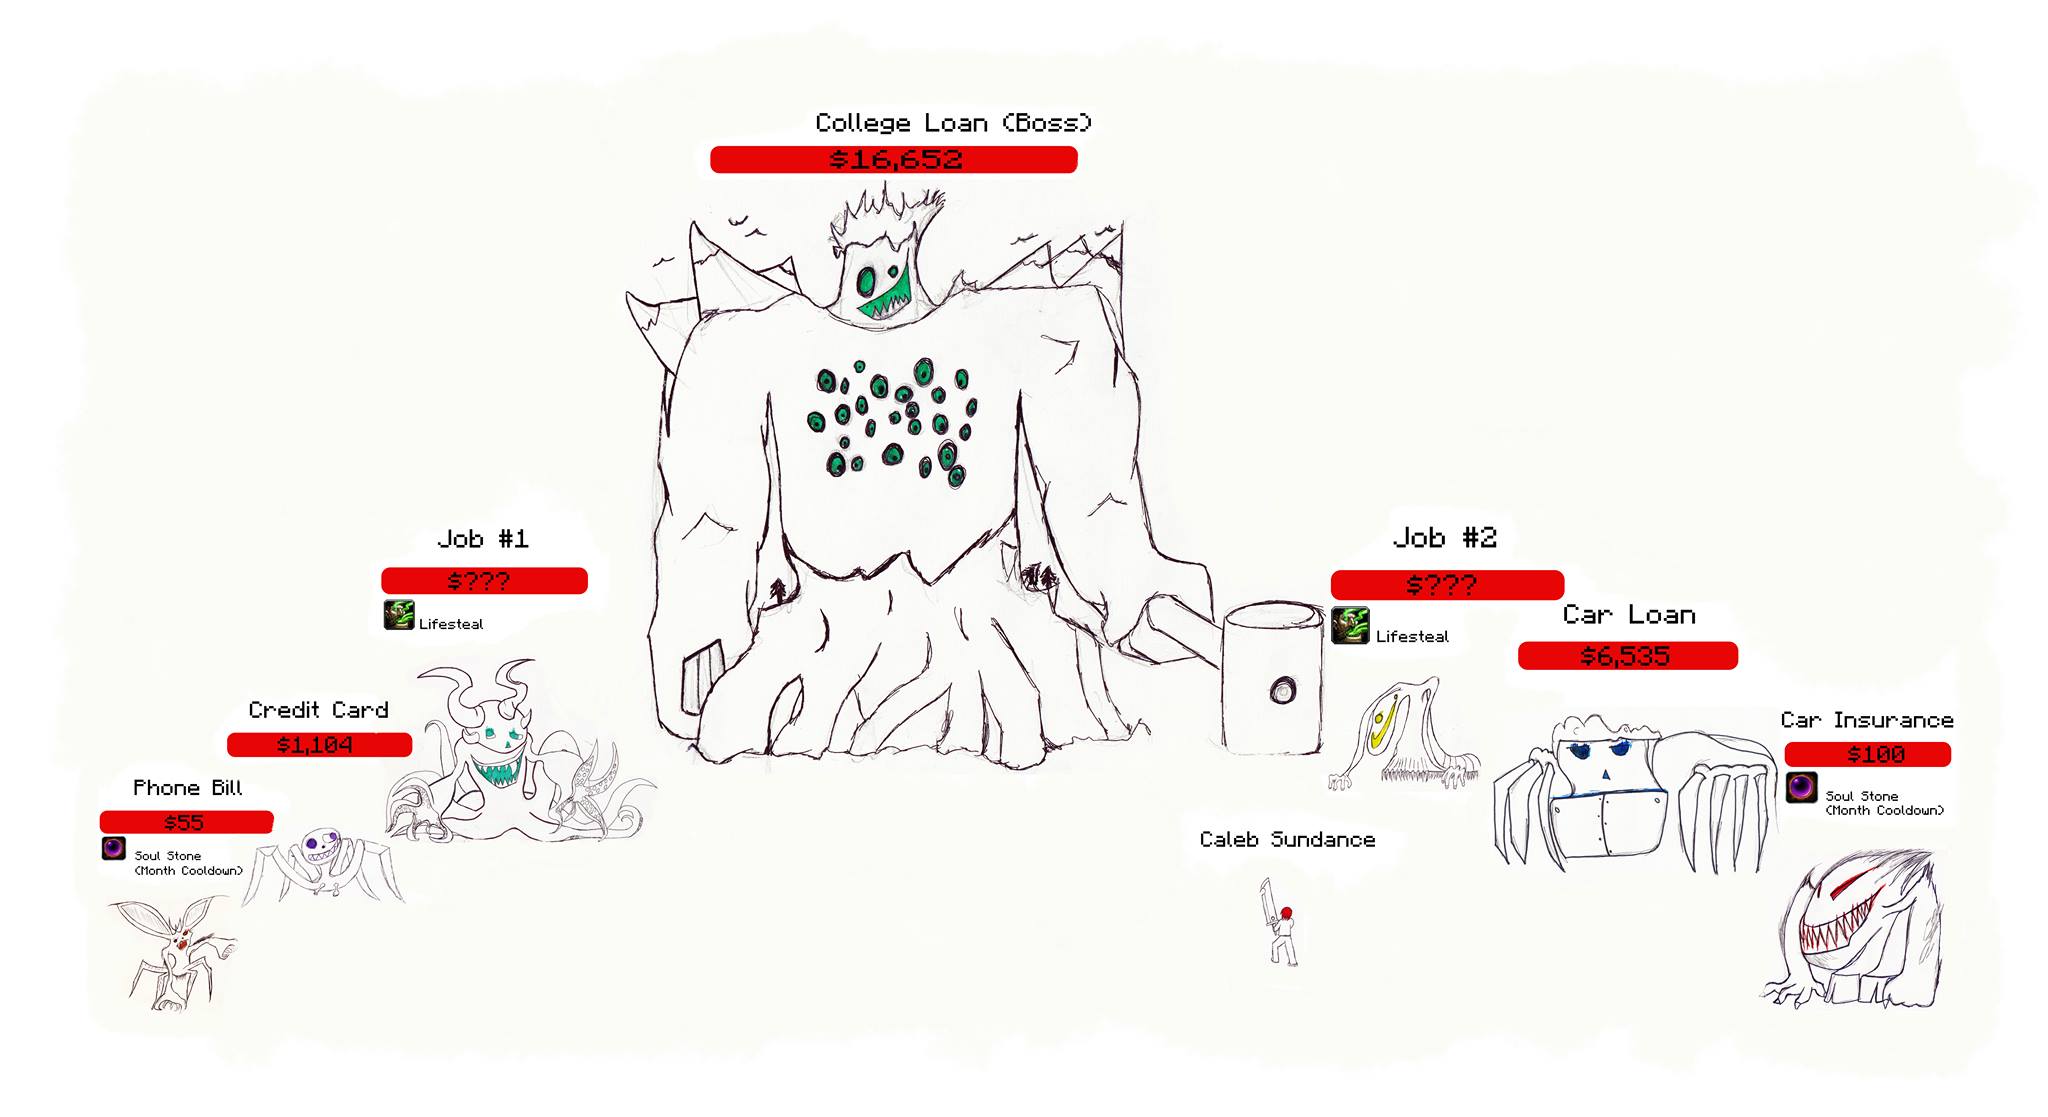 College Loan (Boss)
$16,652
Job #1
$???
Lifesteal
Job #2
$???
Lifesteal
Car Loan
$6,535
Credit Card
$1,104
Car Insurance
$100
Soul Stone
(Month Cooldown)
Phone Bill
$55
Soul Stone
(Month Cooldown)
Caleb Sundance